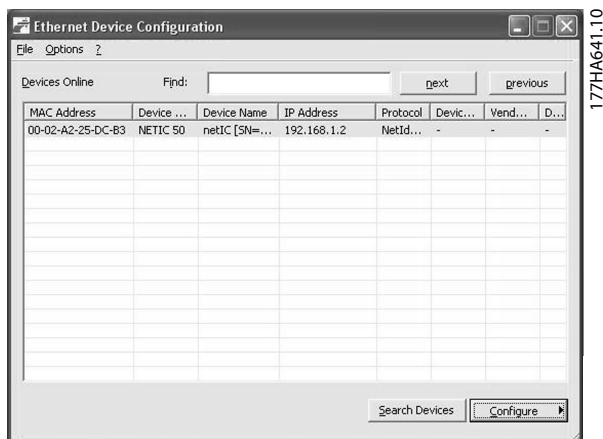 Ethernet Device Configuration
File Options ?
Devices Online Find: next previous
MAC Address Device ... Device Name IP Address Protocol Devic... Vend... D...
00-02-A2-25-DC-B3 NETIC 50 netIC [SN=... 192.168.1.2 NetId... - - -
Search Devices Configure
177HA641.10